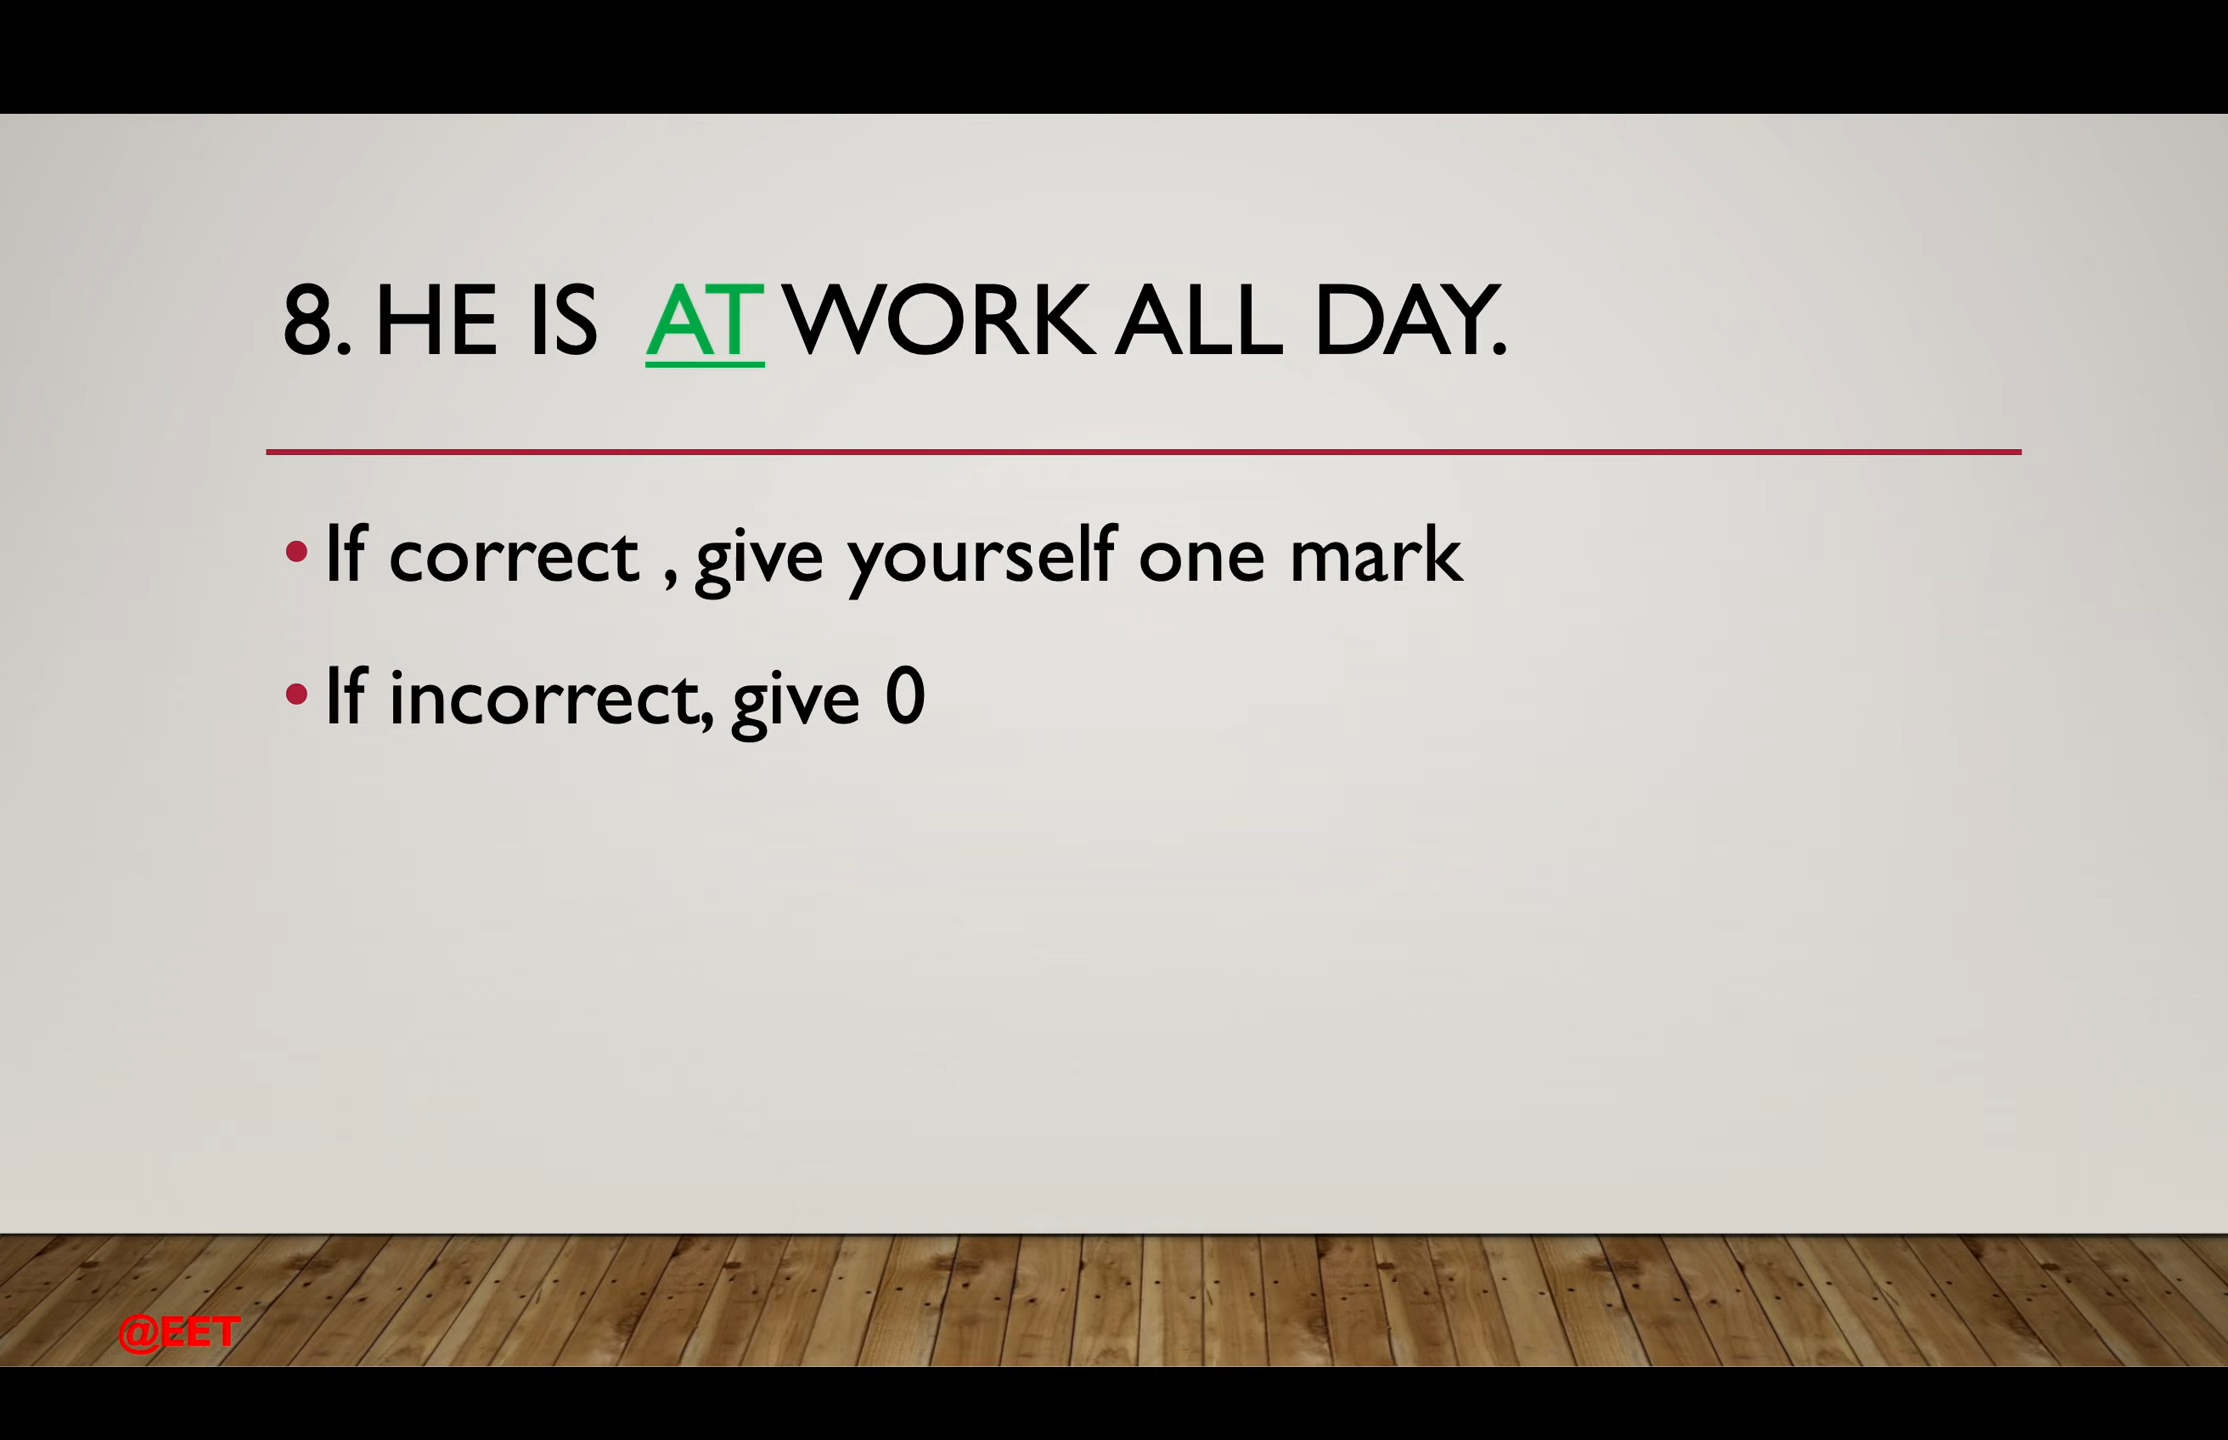 8. HE IS AT WORK ALL DAY.
• If correct , give yourself one mark
• If incorrect, give 0
@EET